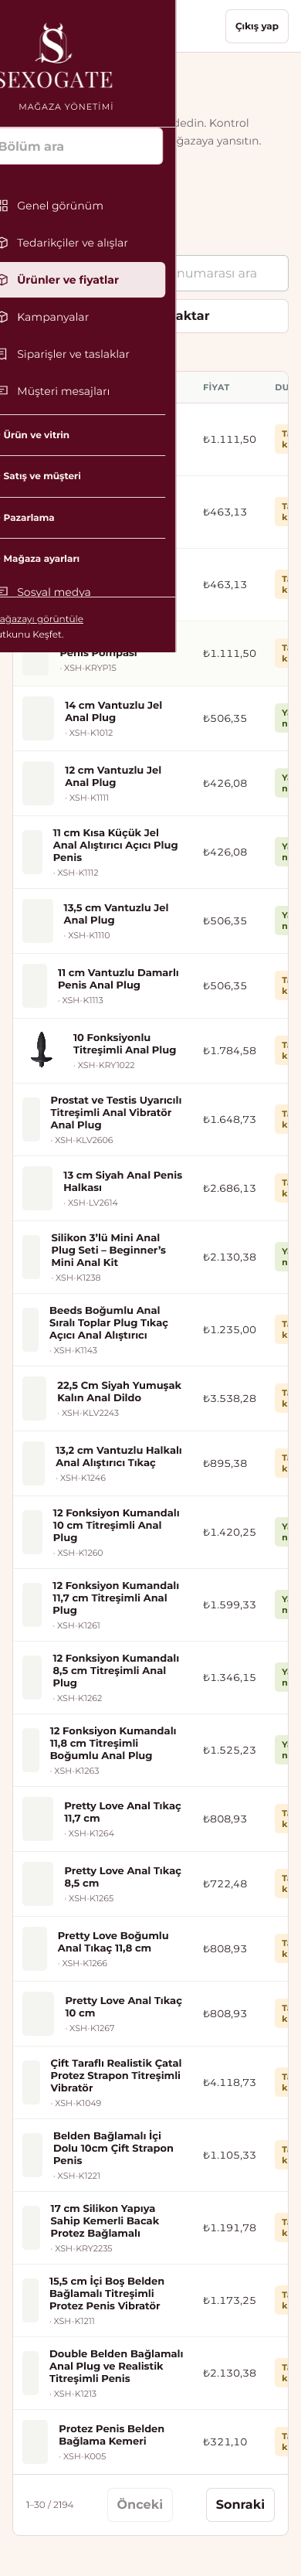 SEXOGATE
MAĞAZA YÖNETİMİ
Çıkış yap
Bölüm ara
dedin. Kontrol
ğazaya yansıtın.
Genel görünüm
Tedarikçiler ve alışlar
Ürünler ve fiyatlar
numarası ara
Kampanyalar
aktar
Siparişler ve taslaklar
Müşteri mesajları
FİYAT
DU
Ürün ve vitrin
₺1.111,50
Satış ve müşteri
₺463,13
Pazarlama
Mağaza ayarları
₺463,13
Sosyal medya
ağazayı görüntüle
utkunu Keşfet.
Penis Pompası
· XSH-KRYP15
₺1.111,50
14 cm Vantuzlu Jel
Anal Plug
· XSH-K1012
₺506,35
12 cm Vantuzlu Jel
Anal Plug
· XSH-K1111
₺426,08
11 cm Kısa Küçük Jel
Anal Alıştırıcı Açıcı Plug
Penis
· XSH-K1112
₺426,08
13,5 cm Vantuzlu Jel
Anal Plug
· XSH-K1110
₺506,35
11 cm Vantuzlu Damarlı
Penis Anal Plug
· XSH-K1113
₺506,35
10 Fonksiyonlu
Titreşimli Anal Plug
· XSH-KRY1022
₺1.784,58
Prostat ve Testis Uyarıcılı
Titreşimli Anal Vibratör
Anal Plug
· XSH-KLV2606
₺1.648,73
13 cm Siyah Anal Penis
Halkası
· XSH-LV2614
₺2.686,13
Silikon 3’lü Mini Anal
Plug Seti – Beginner’s
Mini Anal Kit
· XSH-K1238
₺2.130,38
Beeds Boğumlu Anal
Sıralı Toplar Plug Tıkaç
Açıcı Anal Alıştırıcı
· XSH-K1143
₺1.235,00
22,5 Cm Siyah Yumuşak
Kalın Anal Dildo
· XSH-KLV2243
₺3.538,28
13,2 cm Vantuzlu Halkalı
Anal Alıştırıcı Tıkaç
· XSH-K1246
₺895,38
12 Fonksiyon Kumandalı
10 cm Titreşimli Anal
Plug
· XSH-K1260
₺1.420,25
12 Fonksiyon Kumandalı
11,7 cm Titreşimli Anal
Plug
· XSH-K1261
₺1.599,33
12 Fonksiyon Kumandalı
8,5 cm Titreşimli Anal
Plug
· XSH-K1262
₺1.346,15
12 Fonksiyon Kumandalı
11,8 cm Titreşimli
Boğumlu Anal Plug
· XSH-K1263
₺1.525,23
Pretty Love Anal Tıkaç
11,7 cm
· XSH-K1264
₺808,93
Pretty Love Anal Tıkaç
8,5 cm
· XSH-K1265
₺722,48
Pretty Love Boğumlu
Anal Tıkaç 11,8 cm
· XSH-K1266
₺808,93
Pretty Love Anal Tıkaç
10 cm
· XSH-K1267
₺808,93
Çift Taraflı Realistik Çatal
Protez Strapon Titreşimli
Vibratör
· XSH-K1049
₺4.118,73
Belden Bağlamalı İçi
Dolu 10cm Çift Strapon
Penis
· XSH-K1221
₺1.105,33
17 cm Silikon Yapıya
Sahip Kemerli Bacak
Protez Bağlamalı
· XSH-KRY2235
₺1.191,78
15,5 cm İçi Boş Belden
Bağlamalı Titreşimli
Protez Penis Vibratör
· XSH-K1211
₺1.173,25
Double Belden Bağlamalı
Anal Plug ve Realistik
Titreşimli Penis
· XSH-K1213
₺2.130,38
Protez Penis Belden
Bağlama Kemeri
· XSH-K005
₺321,10
1–30 / 2194
Önceki
Sonraki